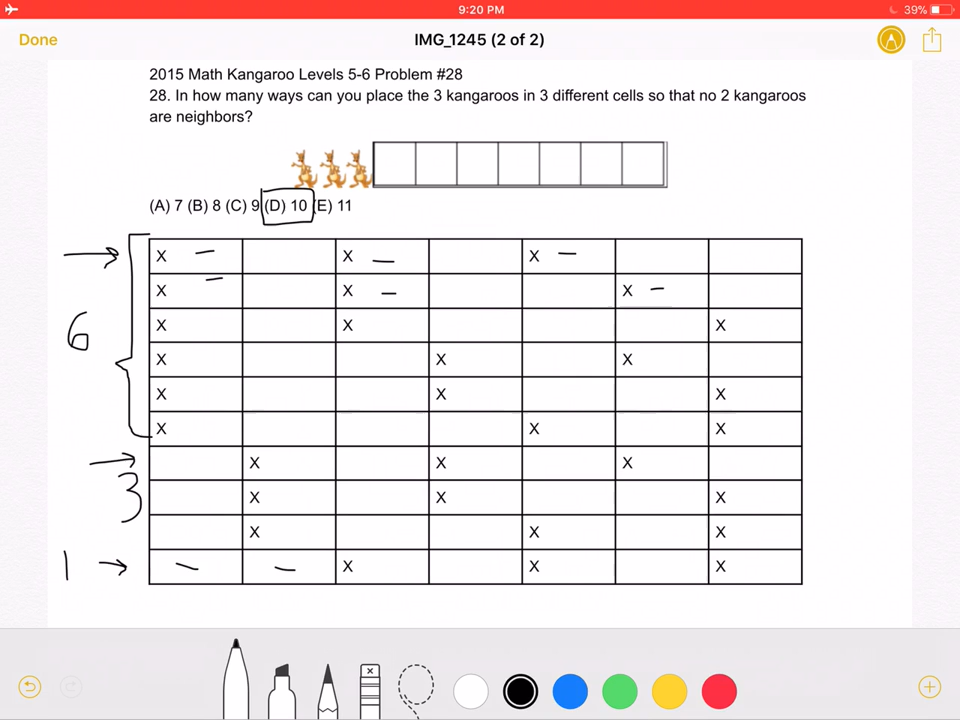 9:20 PM
39%
Done
IMG_1245 (2 of 2)
2015 Math Kangaroo Levels 5-6 Problem #28
28. In how many ways can you place the 3 kangaroos in 3 different cells so that no 2 kangaroos
are neighbors?
(A) 7 (B) 8 (C) 9 (D) 10 (E) 11
X X X
X X X
6 X X X
X X X
X X X
X X X
X X X
3 X X X
X X X
1 X X X